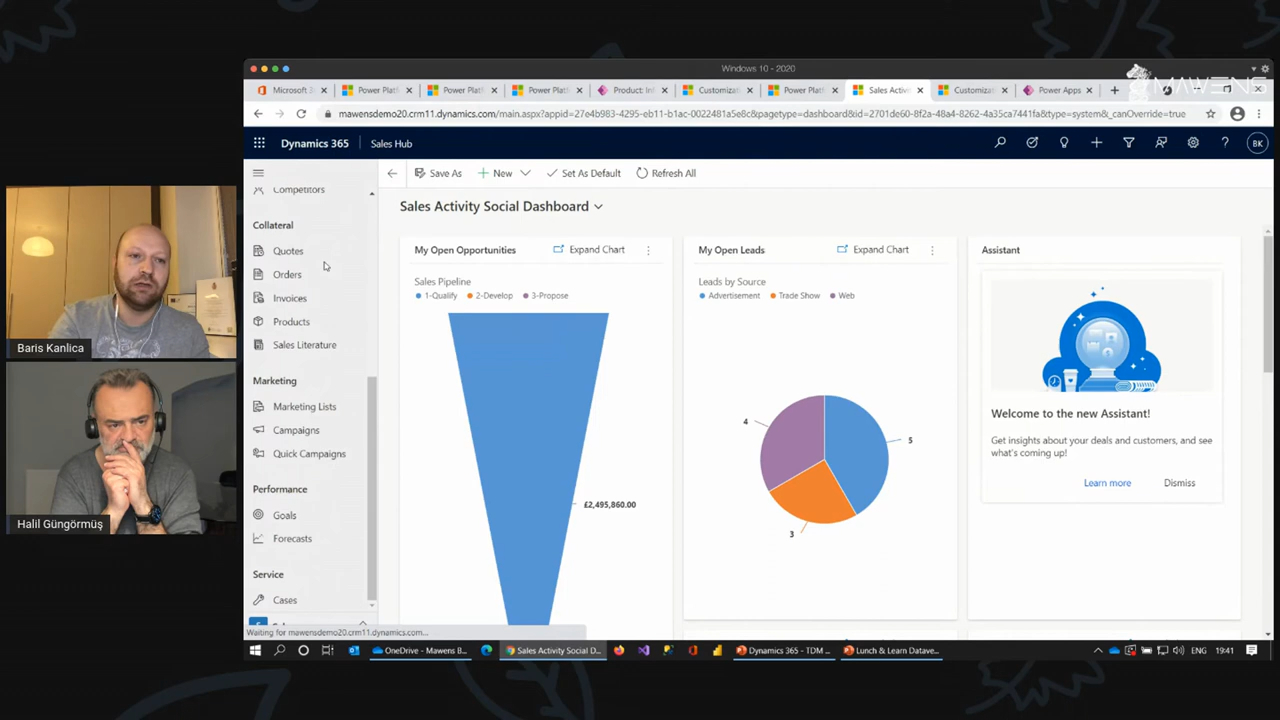 Windows 10 - 2020
MAWENS
Microsoft 3
Power Platf
Power Platf
Power Platf
Product: In
Customizat
Power Platf
Sales Activ
Customizat
Power Apps
mawensdemo20.crm11.dynamics.com/main.aspx?appid=27e4b983-4295-eb11-b1ac-0022481a5e8c&pagetype=dashboard&id=2701de60-8f2a-48a4-8262-4a35ca7441fa&type=system&_canOverride=true
Dynamics 365
Sales Hub
BK
Competitors
Collateral
Quotes
Orders
Invoices
Products
Sales Literature
Marketing
Marketing Lists
Campaigns
Quick Campaigns
Performance
Goals
Forecasts
Service
Cases
Waiting for mawensdemo20.crm11.dynamics.com...
Save As
New
Set As Default
Refresh All
Sales Activity Social Dashboard
My Open Opportunities
Expand Chart
Sales Pipeline
1-Qualify
2-Develop
3-Propose
£2,495,860.00
My Open Leads
Expand Chart
Leads by Source
Advertisement
Trade Show
Web
4
5
3
Assistant
Welcome to the new Assistant!
Get insights about your deals and customers, and see
what's coming up!
Learn more
Dismiss
Baris Kanlica
Halil Güngörmüş
OneDrive - Mawens B...
Sales Activity Social D...
Dynamics 365 - TDM ...
Lunch & Learn Datave...
ENG
19:41